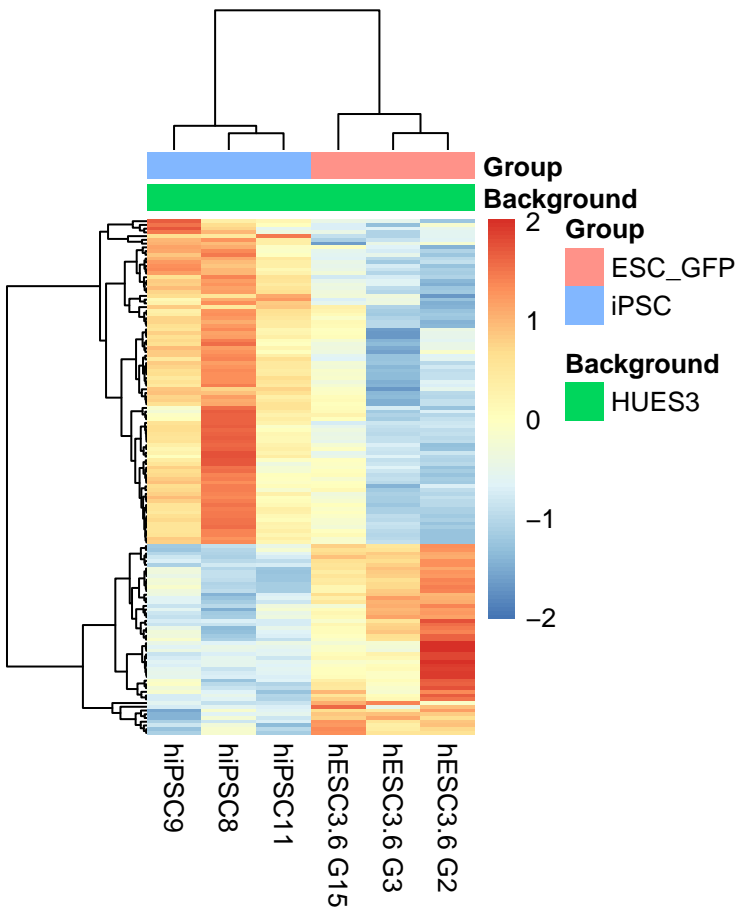 Group
Background
2
1
0
−1
−2
Group
ESC_GFP
iPSC
Background
HUES3
hiPSC9
hiPSC8
hiPSC11
hESC3.6 G15
hESC3.6 G3
hESC3.6 G2